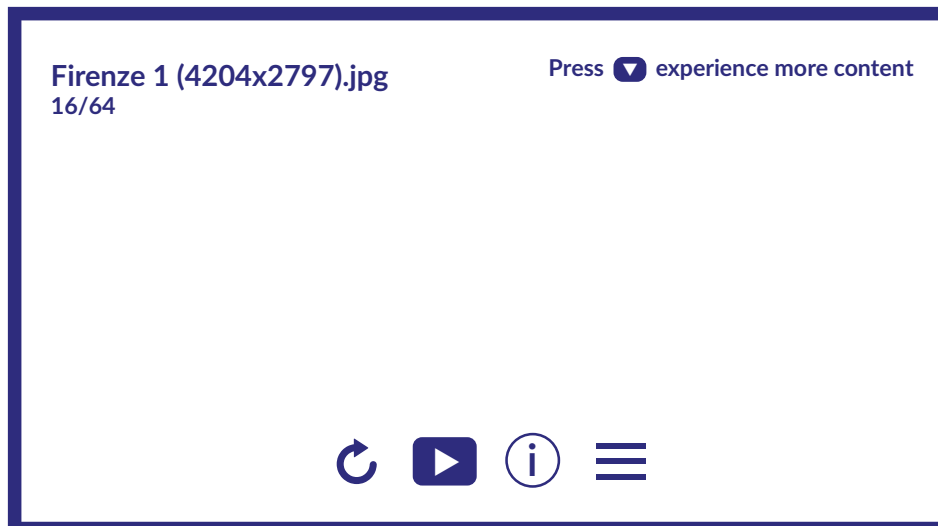 Firenze 1 (4204x2797).jpg
16/64
Press ▼ experience more content
i